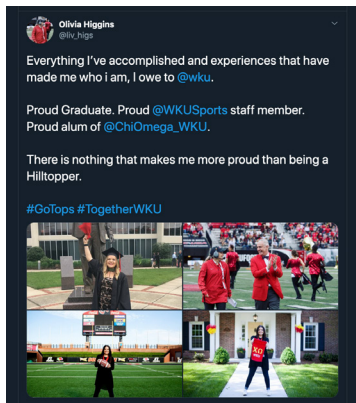 Olivia Higgins
@liv_higs
Everything I've accomplished and experiences that have
made me who i am, I owe to @wku.
Proud Graduate. Proud @WKUSports staff member.
Proud alum of @ChiOmega_WKU.
There is nothing that makes me more proud than being a
Hilltopper.
#GoTops #TogetherWKU
XO